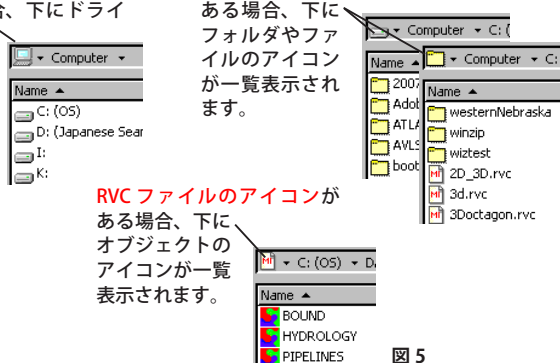 合、下にドライ
Computer
Name
C: (OS)
D: (Japanese Sear
I:
K:
ある場合、下に
フォルダやファ
イルのアイコン
が一覧表示され
ます。
Computer C: (
Name
2007
Adob
ATLA
AVLS
boot
Computer C:
Name
westernNebraska
winzip
wiztest
2D_3D.rvc
3d.rvc
3Doctagon.rvc
RVC ファイルのアイコンが
ある場合、下に
オブジェクトの
アイコンが一覧
表示されます。
C: (OS) D
Name
BOUND
HYDROLOGY
PIPELINES
図 5